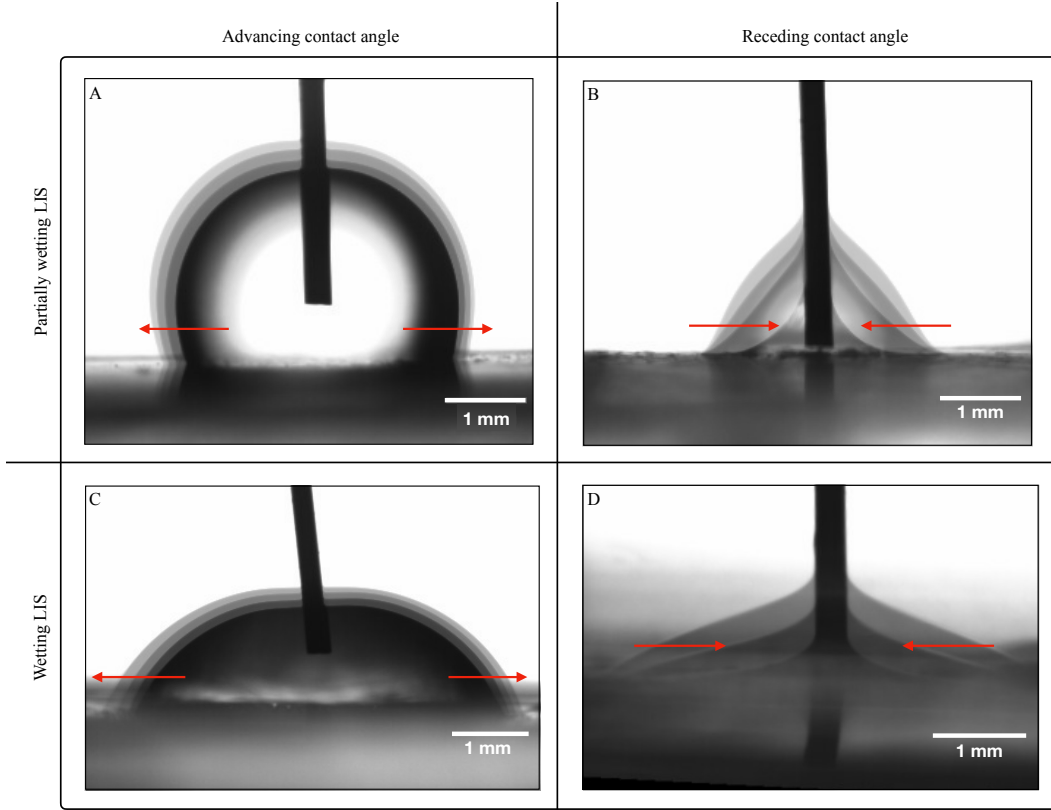 Advancing contact angle
Receding contact angle
Partially wetting LIS
A
1 mm
B
1 mm
Wetting LIS
C
1 mm
D
1 mm